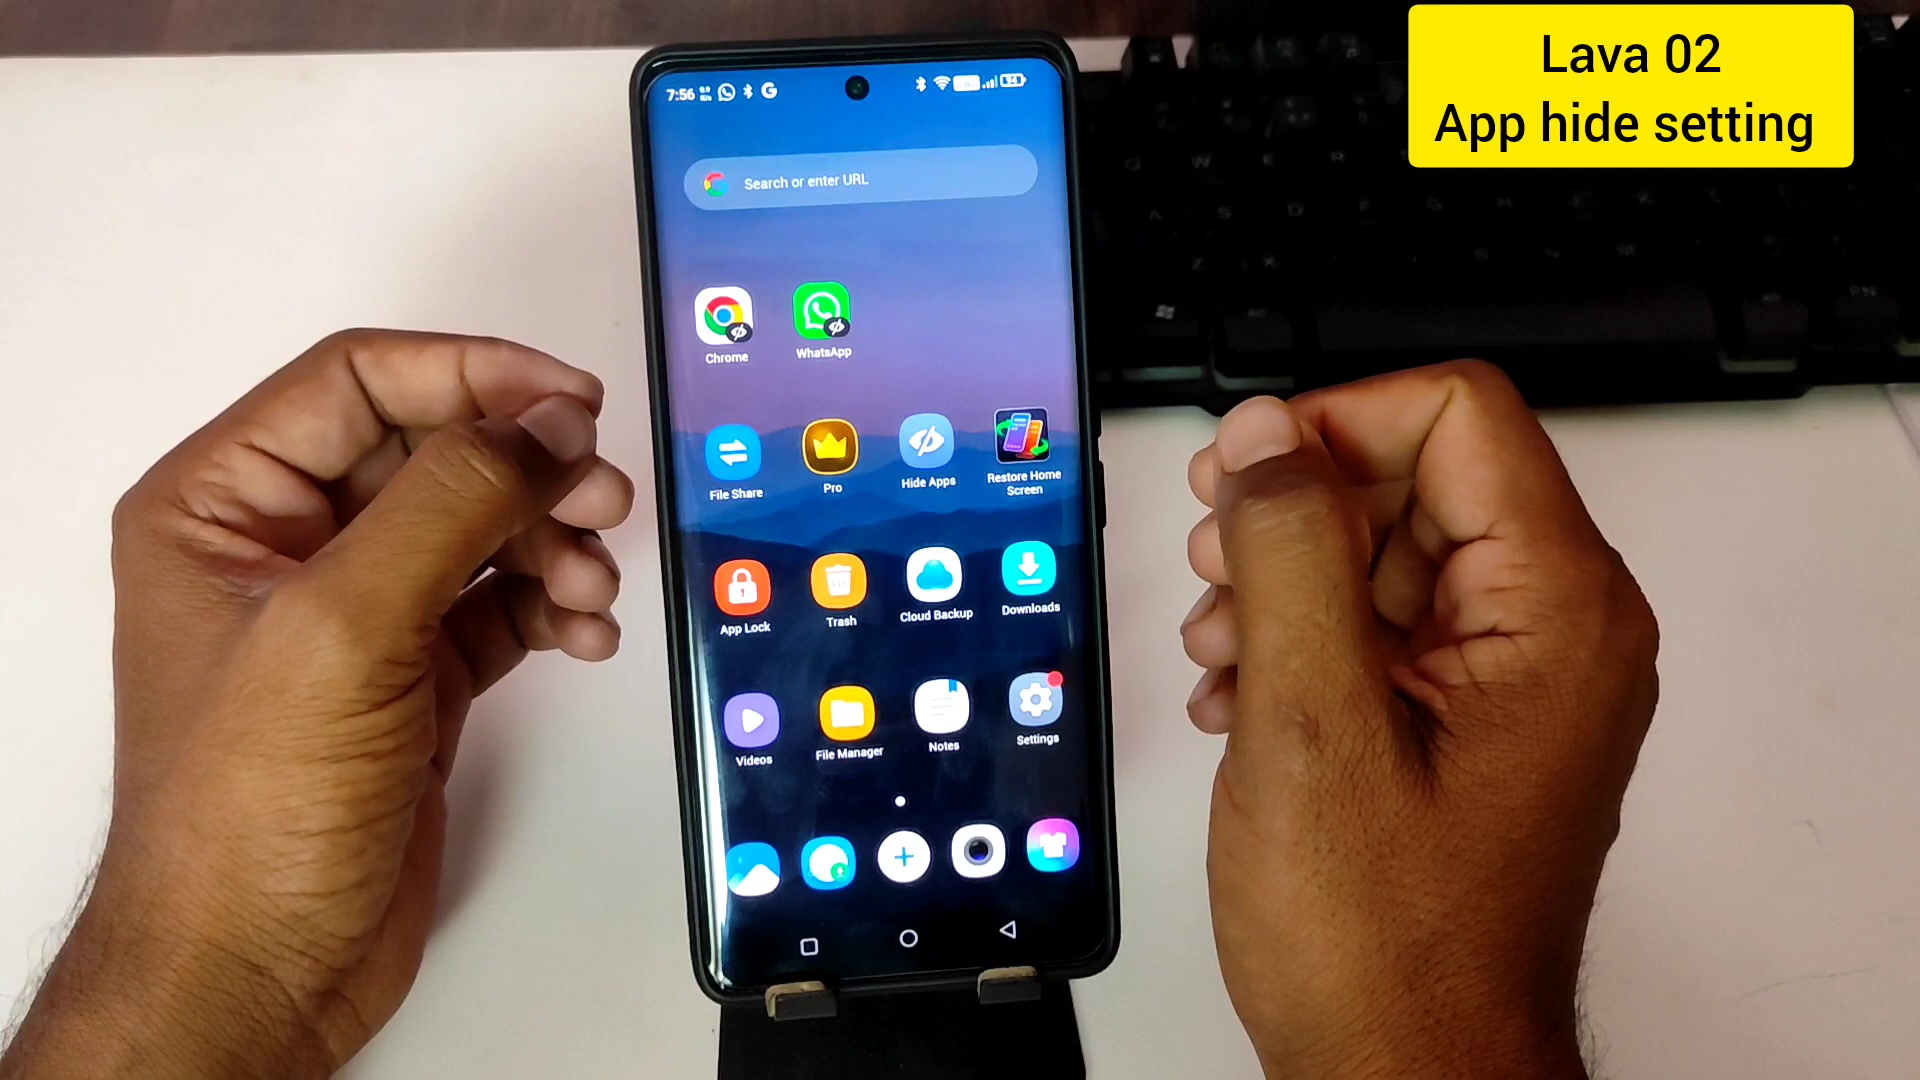 Lava 02
App hide setting
7:56
Search or enter URL
Chrome
WhatsApp
File Share
Pro
Hide Apps
Restore Home
Screen
App Lock
Trash
Cloud Backup
Downloads
Videos
File Manager
Notes
Settings
Q W E R
A S D F G H
Z X
FN